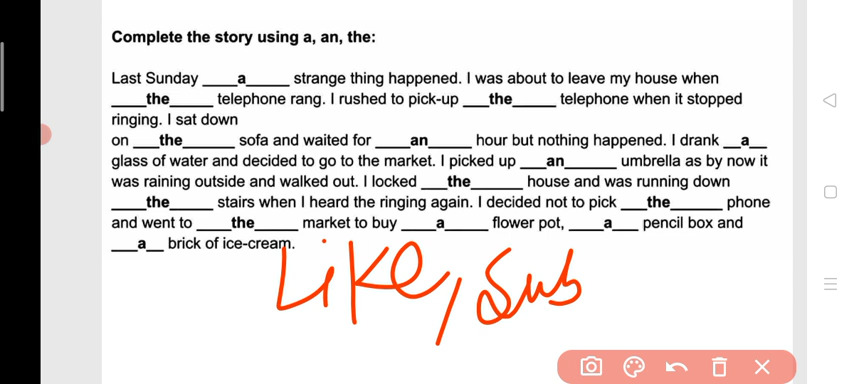 Complete the story using a, an, the:
Last Sunday ____a_____ strange thing happened. I was about to leave my house when
____the_____ telephone rang. I rushed to pick-up ___the_____ telephone when it stopped
ringing. I sat down
on ___the______ sofa and waited for ____an_____ hour but nothing happened. I drank __a__
glass of water and decided to go to the market. I picked up ___an______ umbrella as by now it
was raining outside and walked out. I locked ___the______ house and was running down
____the_____ stairs when I heard the ringing again. I decided not to pick ___the______ phone
and went to ____the_____ market to buy ____a_____ flower pot, ____a___ pencil box and
___a__ brick of ice-cream.
Like, Sub